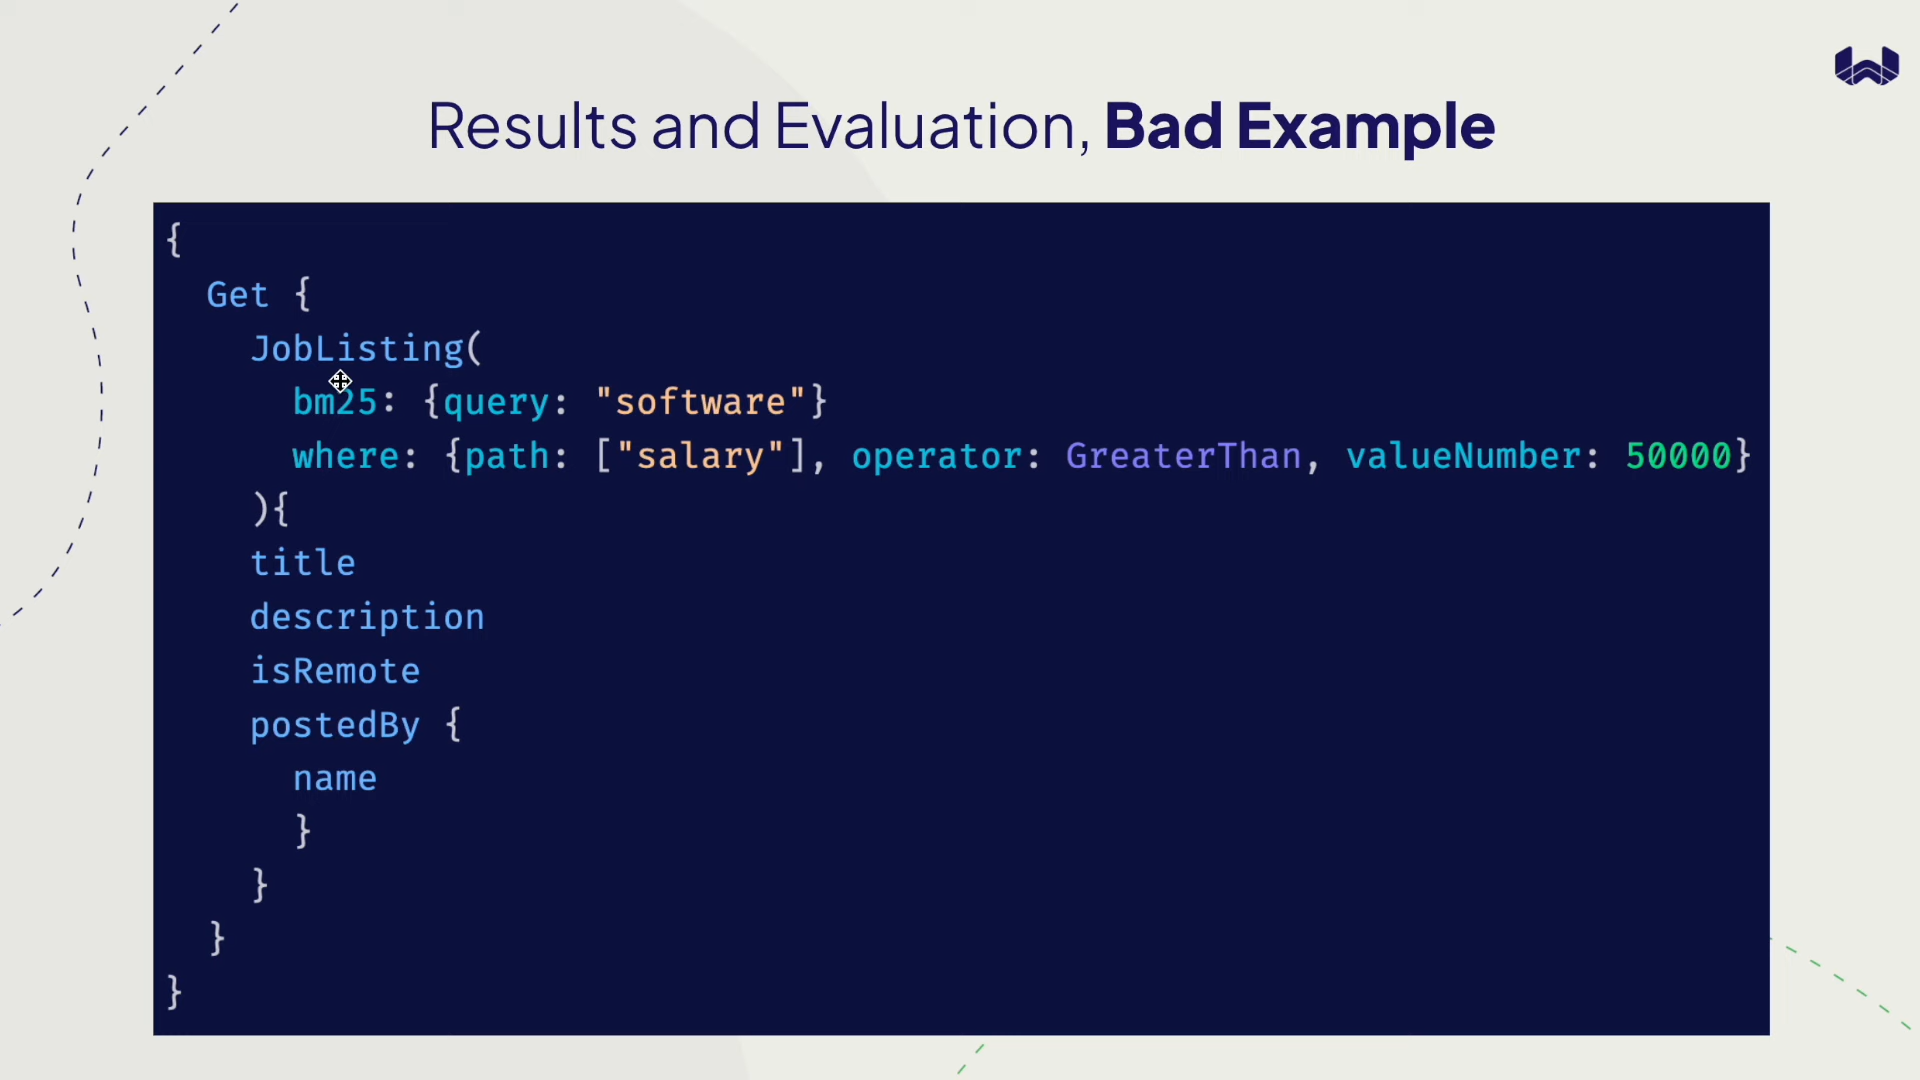 Results and Evaluation, Bad Example
{
  Get {
    JobListing(
      bm25: {query: "software"}
      where: {path: ["salary"], operator: GreaterThan, valueNumber: 50000}
    ){
    title
    description
    isRemote
    postedBy {
      name
      }
    }
  }
}